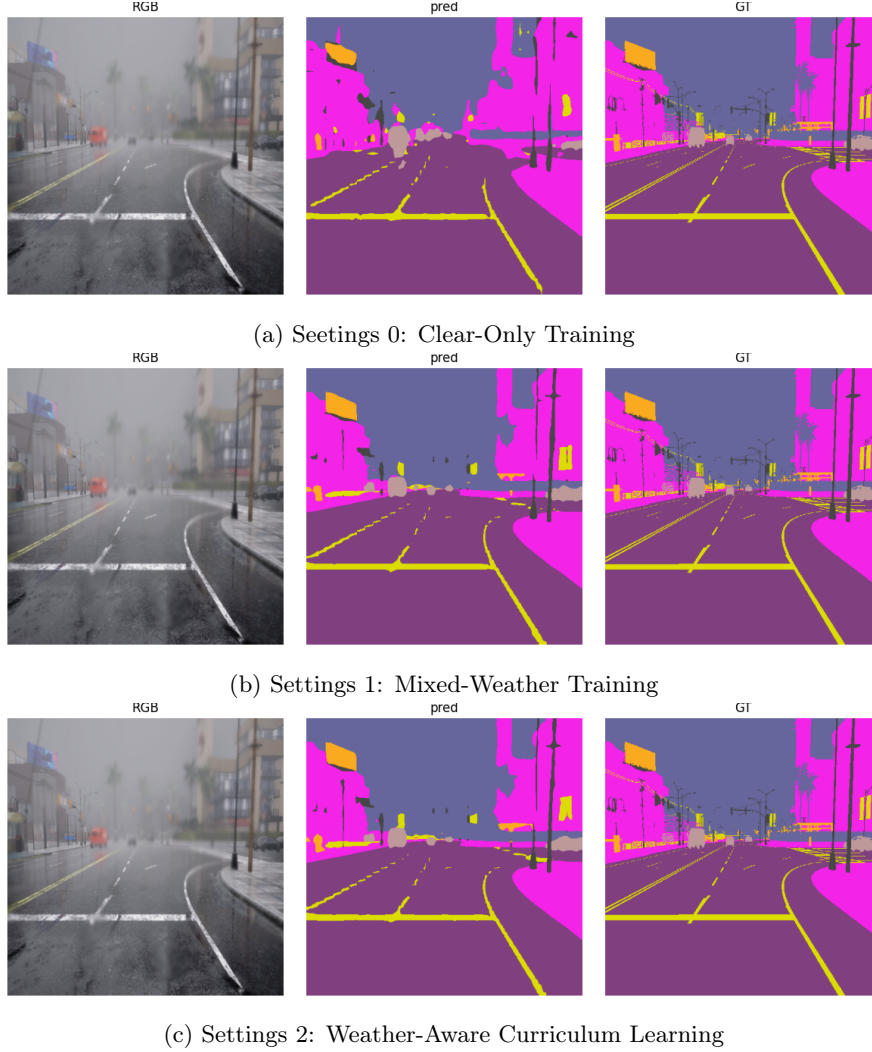 RGB pred GT
(a) Seetings 0: Clear-Only Training
RGB pred GT
(b) Settings 1: Mixed-Weather Training
RGB pred GT
(c) Settings 2: Weather-Aware Curriculum Learning